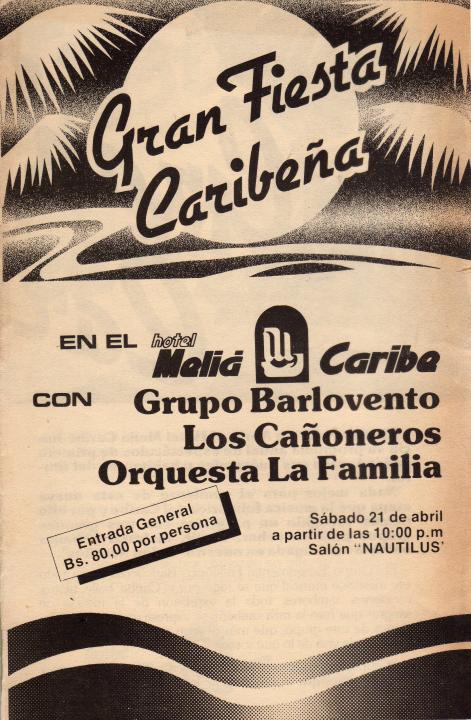 Gran Fiesta
Caribeña
EN EL hotel
Meliá Caribe
CON Grupo Barlovento
Los Cañoneros
Orquesta La Familia
Entrada General
Bs. 80,00 por persona
Sábado 21 de abril
a partir de las 10:00 p.m
Salón "NAUTILUS'